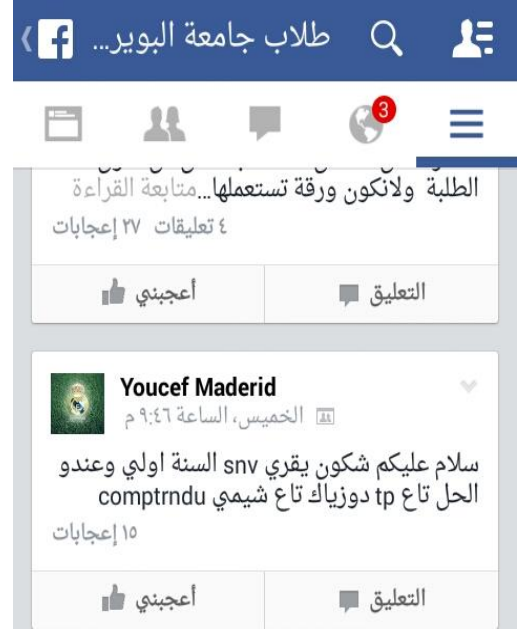 طلاب جامعة البوير...
3
الطلبة ولانكون ورقة تستعملها...متابعة القراءة
٤ تعليقات ٢٧ إعجابات
التعليق أعجبني
Youcef Maderid
الخميس، الساعة ٩:٤٦ م
سلام عليكم شكون يقري snv السنة اولي وعندو
الحل تاع tp دوزياك تاع شيمي comptrndu
١٥ إعجابات
التعليق أعجبني